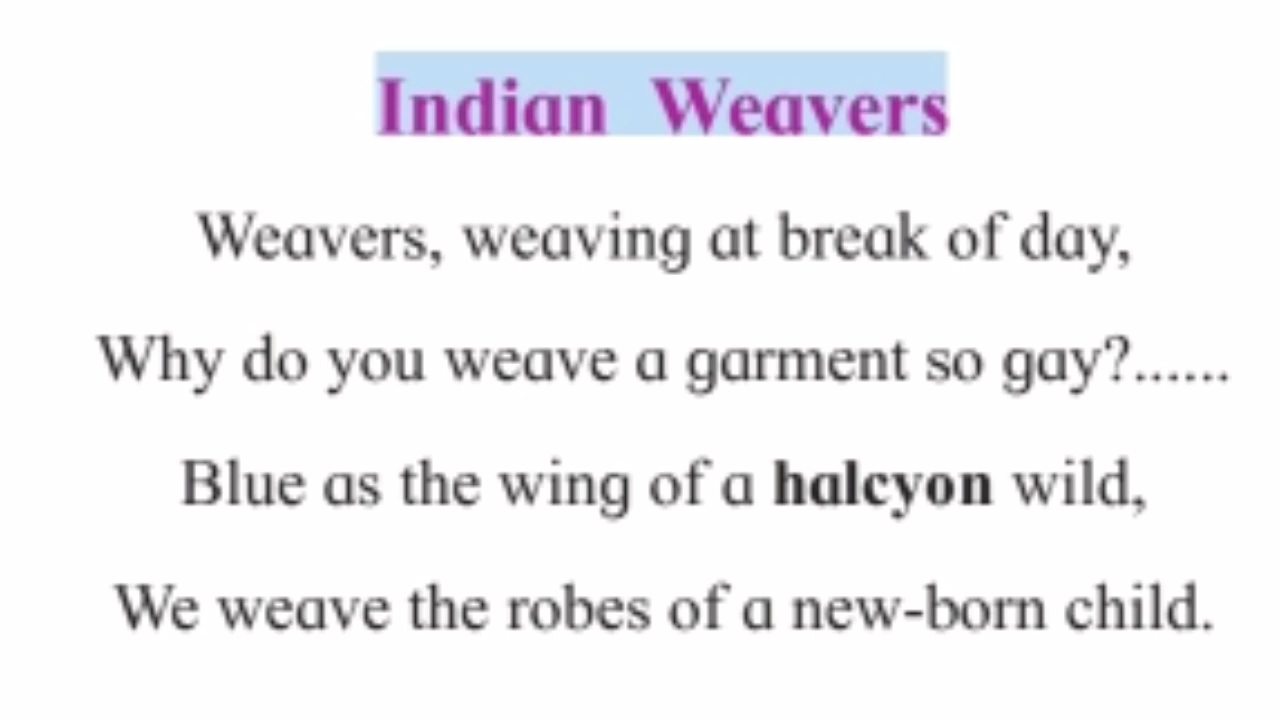 Indian Weavers
Weavers, weaving at break of day,
Why do you weave a garment so gay?......
Blue as the wing of a halcyon wild,
We weave the robes of a new-born child.